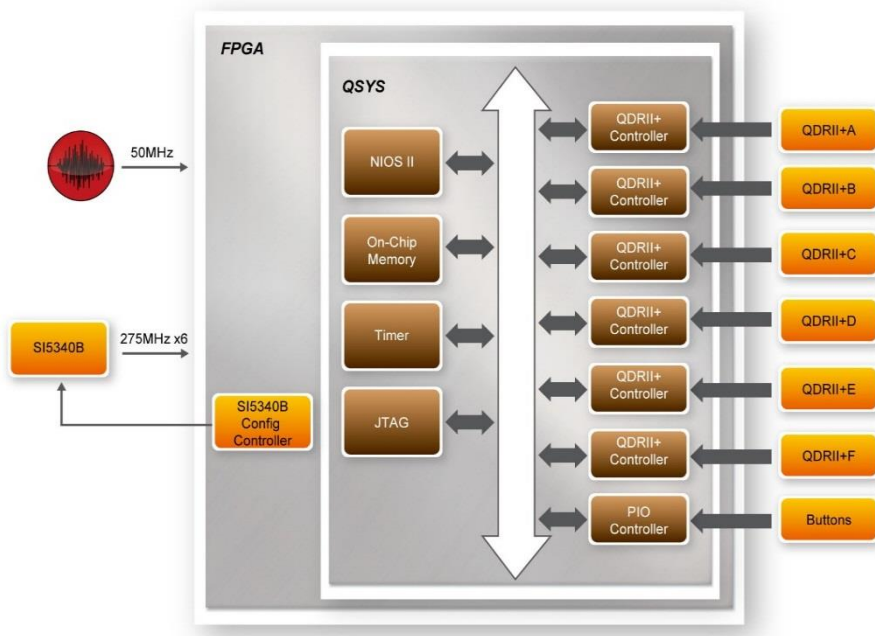 FPGA
QSYS
50MHz
SI5340B
275MHz x6
SI5340B
Config
Controller
NIOS II
On-Chip
Memory
Timer
JTAG
QDRII+
Controller
QDRII+
Controller
QDRII+
Controller
QDRII+
Controller
QDRII+
Controller
QDRII+
Controller
PIO
Controller
QDRII+A
QDRII+B
QDRII+C
QDRII+D
QDRII+E
QDRII+F
Buttons